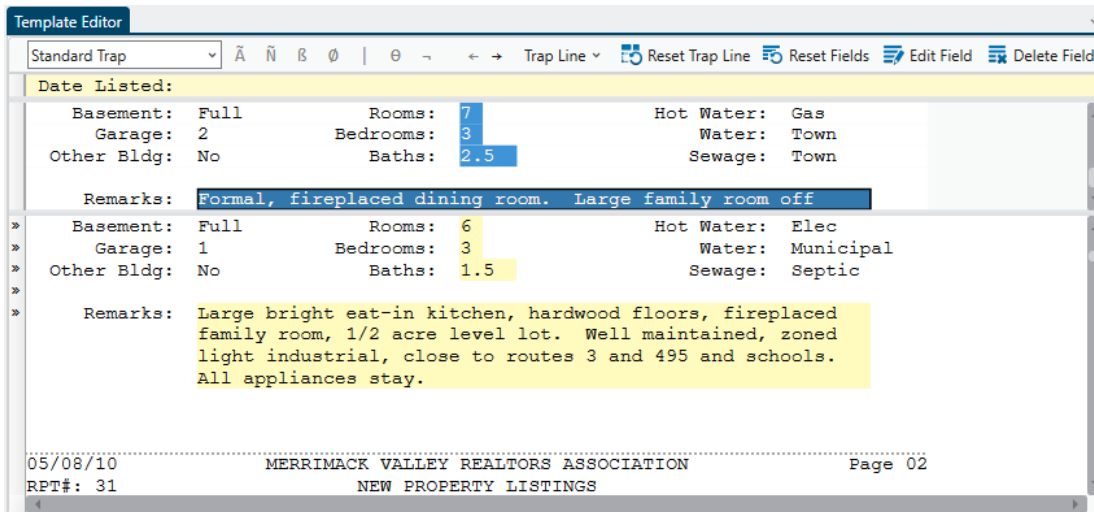 Template Editor
Standard Trap Ã Ñ ß Ø | θ ¬ ← → Trap Line Reset Trap Line Reset Fields Edit Field Delete Field
Date Listed:
Basement: Full Rooms: 7 Hot Water: Gas
Garage: 2 Bedrooms: 3 Water: Town
Other Bldg: No Baths: 2.5 Sewage: Town
Remarks: Formal, fireplaced dining room. Large family room off
» Basement: Full Rooms: 6 Hot Water: Elec
» Garage: 1 Bedrooms: 3 Water: Municipal
» Other Bldg: No Baths: 1.5 Sewage: Septic
»
» Remarks: Large bright eat-in kitchen, hardwood floors, fireplaced
family room, 1/2 acre level lot. Well maintained, zoned
light industrial, close to routes 3 and 495 and schools.
All appliances stay.
05/08/10 MERRIMACK VALLEY REALTORS ASSOCIATION Page 02
RPT#: 31 NEW PROPERTY LISTINGS